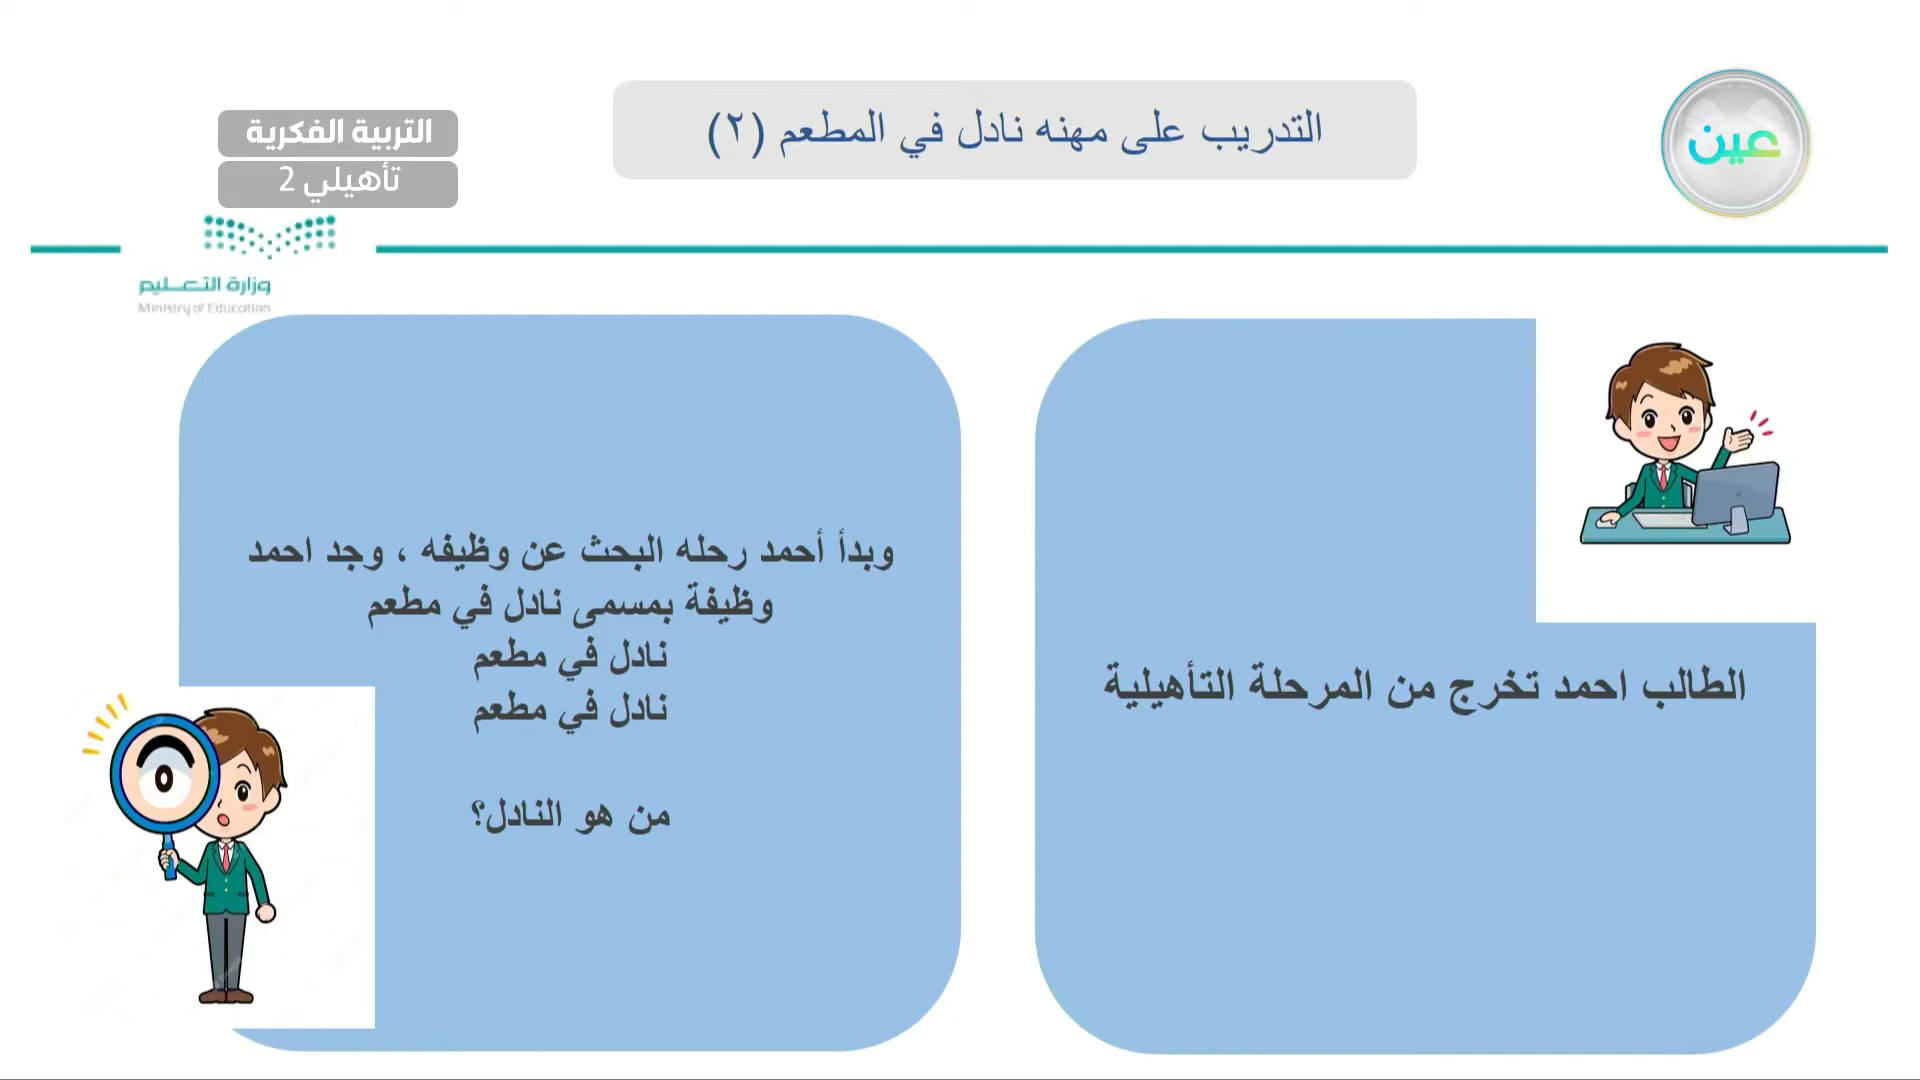 التدريب على مهنه نادل في المطعم (٢)
عين
التربية الفكرية
تأهيلي 2
وزارة التعـــليم
Ministry of Education
الطالب احمد تخرج من المرحلة التأهيلية
وبدأ أحمد رحله البحث عن وظيفه ، وجد احمد
وظيفة بمسمى نادل في مطعم
نادل في مطعم
نادل في مطعم
من هو النادل؟